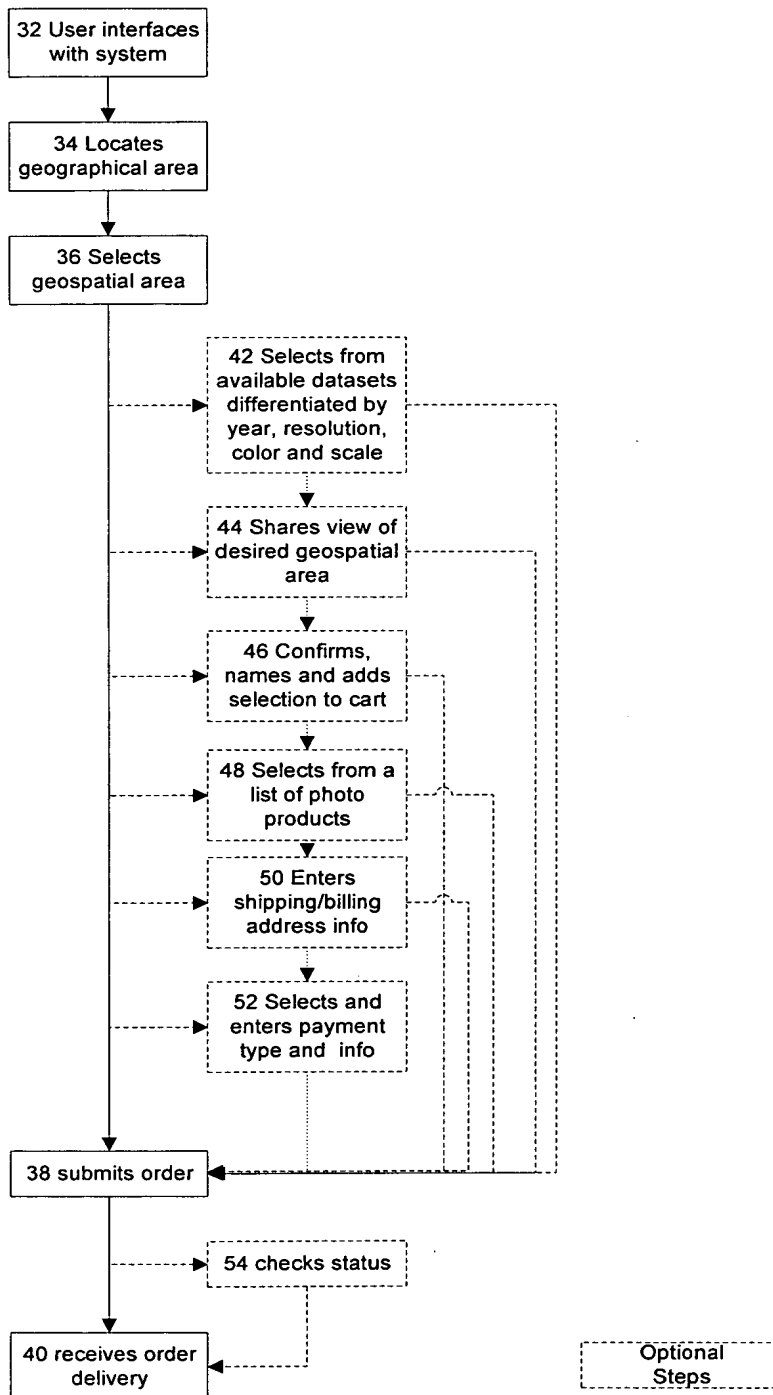 32 User interfaces
with system
34 Locates
geographical area
36 Selects
geospatial area
42 Selects from
available datasets
differentiated by
year, resolution,
color and scale
44 Shares view of
desired geospatial
area
46 Confirms,
names and adds
selection to cart
48 Selects from a
list of photo
products
50 Enters
shipping/billing
address info
52 Selects and
enters payment
type and info
38 submits order
54 checks status
40 receives order
delivery
Optional
Steps